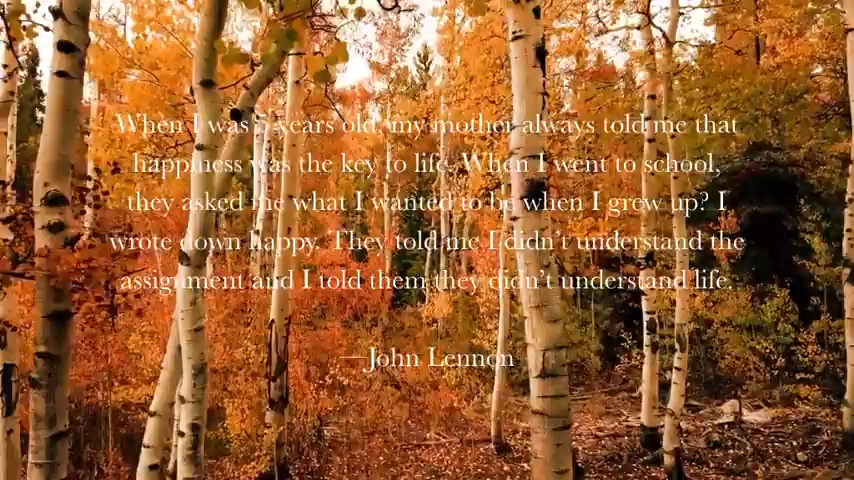 When I was 5 years old, my mother always told me that
happiness was the key to life. When I went to school,
they asked me what I wanted to be when I grew up? I
wrote down happy. They told me I didn't understand the
assignment and I told them they didn't understand life.
—John Lennon